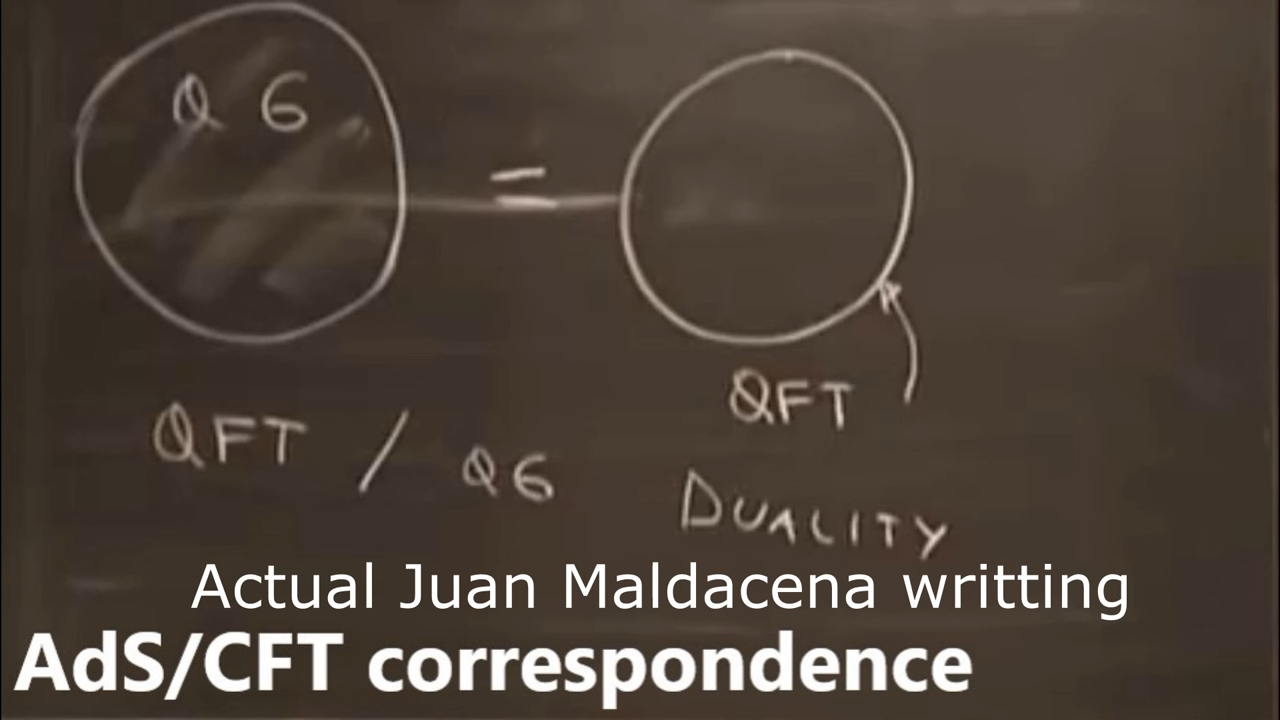 QG
=
QFT
QFT / QG
DUALITY
Actual Juan Maldacena writting
AdS/CFT correspondence